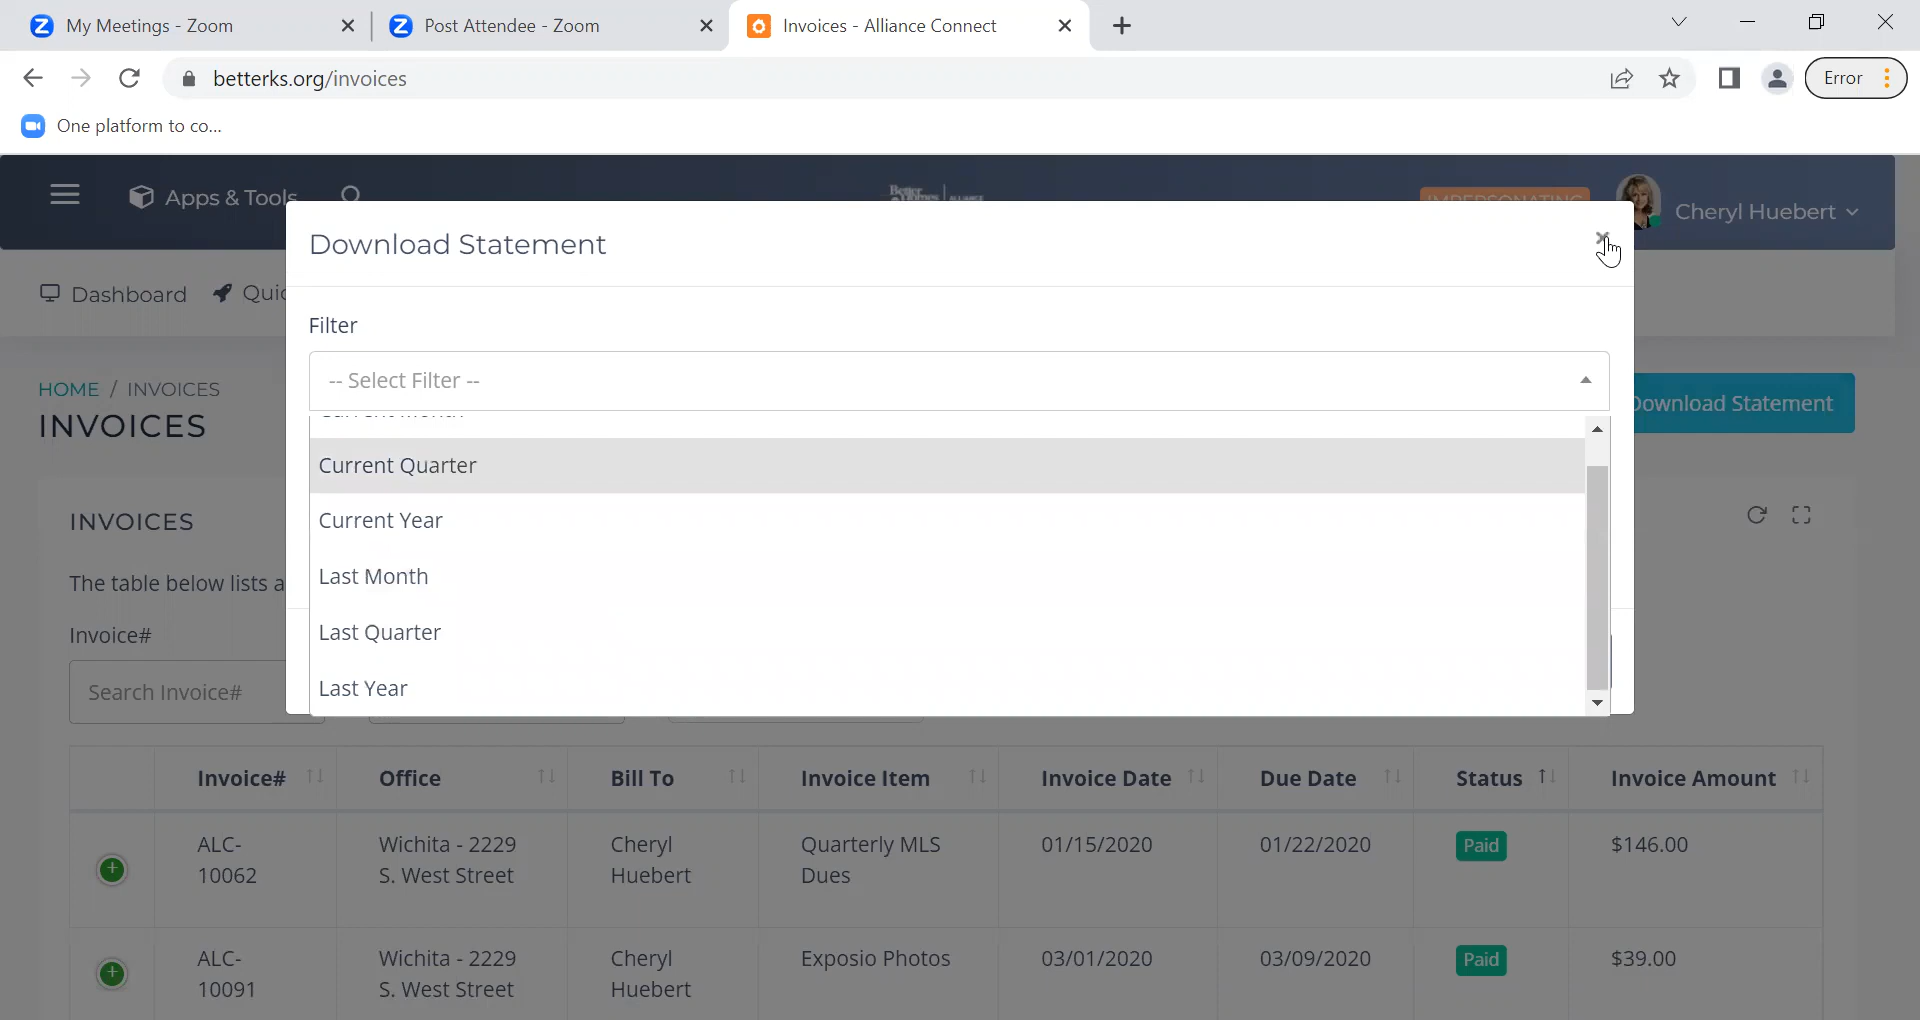 My Meetings - Zoom
Post Attendee - Zoom
Invoices - Alliance Connect
betterks.org/invoices
Error
One platform to co...
Apps & Tools
Cheryl Huebert
Download Statement
Dashboard
Filter
-- Select Filter --
HOME / INVOICES
INVOICES
Download Statement
Current Quarter
Current Year
Last Month
Last Quarter
Last Year
INVOICES
The table below lists
Invoice#
Search Invoice#
Invoice# Office Bill To Invoice Item Invoice Date Due Date Status Invoice Amount
ALC- Wichita - 2229 Cheryl Quarterly MLS 01/15/2020 01/22/2020 Paid $146.00
10062 S. West Street Huebert Dues
ALC- Wichita - 2229 Cheryl Exposio Photos 03/01/2020 03/09/2020 Paid $39.00
10091 S. West Street Huebert